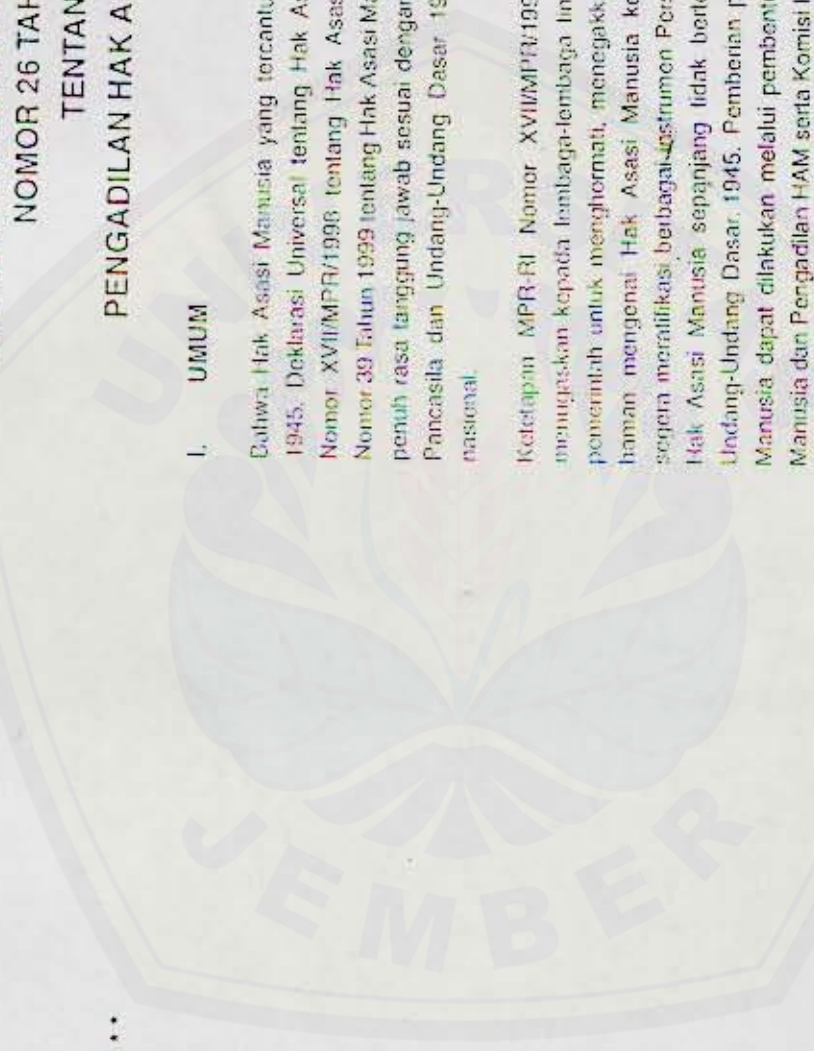 NOMOR 26 TAH
TENTAN
PENGADILAN HAK A
I. UMUM
Bahwa Hak Asasi Manusia yang tercantu
1945. Deklarasi Universal tentang Hak As
Nomor XVII/MPR/1998 tentang Hak Asas
Nomor 39 Tahun 1999 tentang Hak Asasi Ma
penuh rasa tanggung jawab sesuai dengan
Pancasila dan Undang-Undang Dasar 19
nasional.
Ketetapan MPR-RI Nomor XVII/MPR/199
menugaskan kepada lembaga-lembaga tin
pemerintah untuk menghormati, menegakk
haman mengenai Hak Asasi Manusia ke
segera meratifikasi berbagai instrumen Pers
Hak Asasi Manusia sepanjang tidak berte
Undang-Undang Dasar. 1945. Pemberian p
Manusia dapat dilakukan melalui pembent
Manusia dan Pengadilan HAM serta Komisi
JEMBER